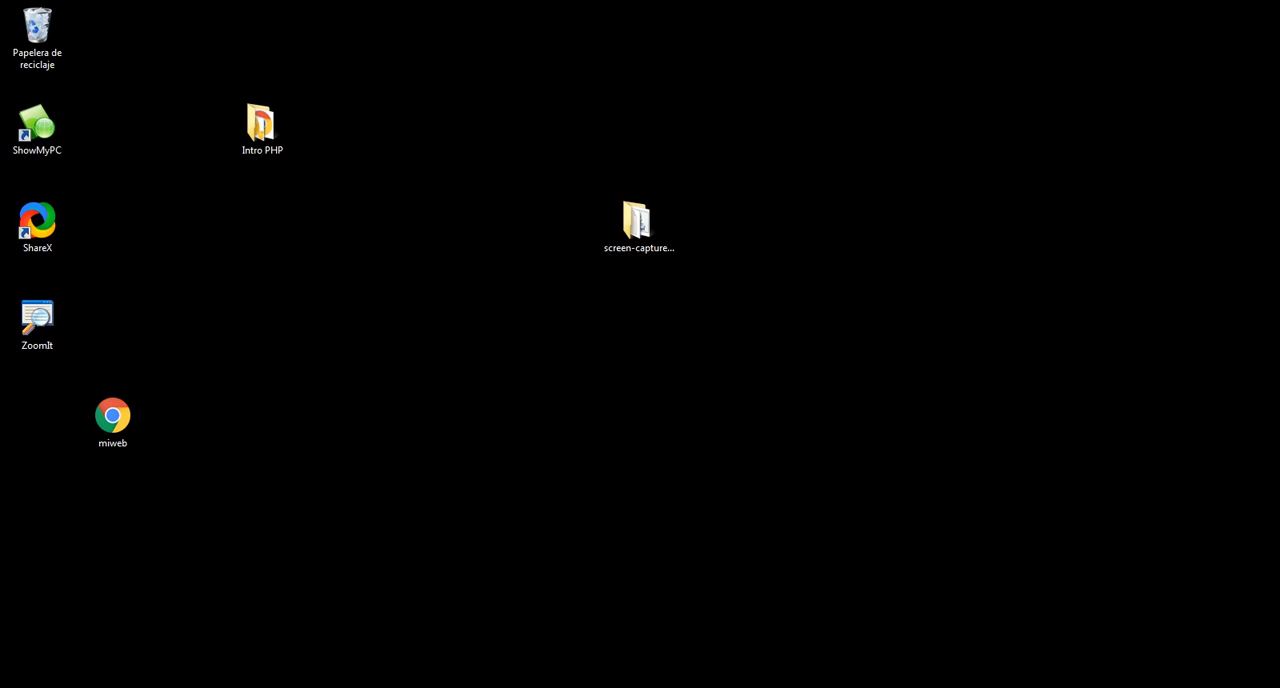 Papelera de
reciclaje
ShowMyPC
Intro PHP
ShareX
screen-capture...
ZoomIt
miweb